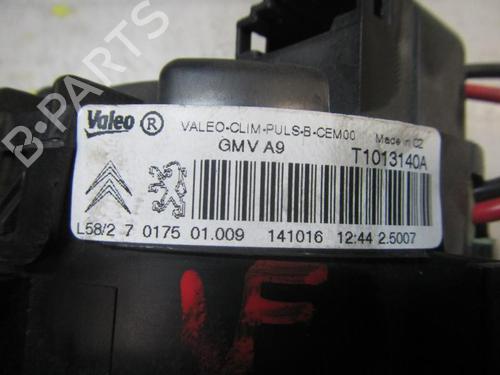 Valeo ® VALEO-CLIM-PULS-B-CEM00 Made in CZ
GMV A9 T1013140A
L58/2 7 0175 01.009 141016 12:44 2.5007
VF
B-PARTS